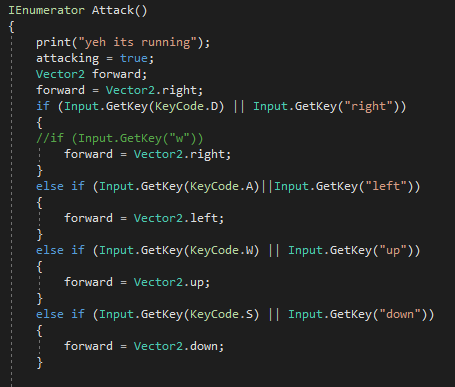 IEnumerator Attack()
{
print("yeh its running");
attacking = true;
Vector2 forward;
forward = Vector2.right;
if (Input.GetKey(KeyCode.D) || Input.GetKey("right"))
{
//if (Input.GetKey("w"))
forward = Vector2.right;
}
else if (Input.GetKey(KeyCode.A)||Input.GetKey("left"))
{
forward = Vector2.left;
}
else if (Input.GetKey(KeyCode.W) || Input.GetKey("up"))
{
forward = Vector2.up;
}
else if (Input.GetKey(KeyCode.S) || Input.GetKey("down"))
{
forward = Vector2.down;
}